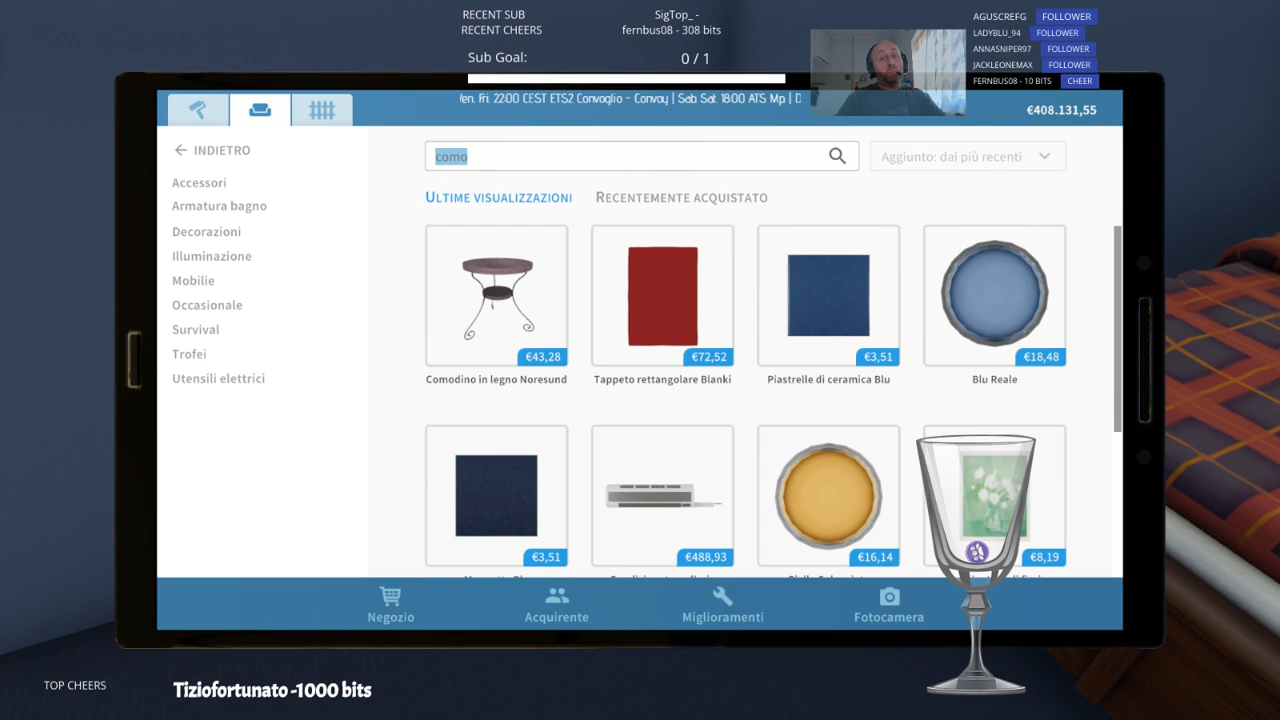 RECENT SUB
SigTop_ -
RECENT CHEERS
fernbus08 - 308 bits
Sub Goal:
0 / 1
AGUSCREFG FOLLOWER
LADYBLU_94 FOLLOWER
ANNASNIPER97 FOLLOWER
JACKLEONEMAX FOLLOWER
FERNBUS08 - 10 BITS CHEER
en. Fri. 22:00 CEST ETS2 Convoglio - Convoy | Sab Sat. 18:00 ATS Mp |
€408.131,55
INDIETRO
Accessori
Armatura bagno
Decorazioni
Illuminazione
Mobilie
Occasionale
Survival
Trofei
Utensili elettrici
como
Aggiunto: dai più recenti
ULTIME VISUALIZZAZIONI
RECENTEMENTE ACQUISTATO
€43,28
€72,52
€3,51
€18,48
Comodino in legno Noresund
Tappeto rettangolare Blanki
Piastrelle di ceramica Blu
Blu Reale
€3,51
€488,93
€16,14
€8,19
Negozio
Acquirente
Miglioramenti
Fotocamera
TOP CHEERS
Tiziofortunato -1000 bits